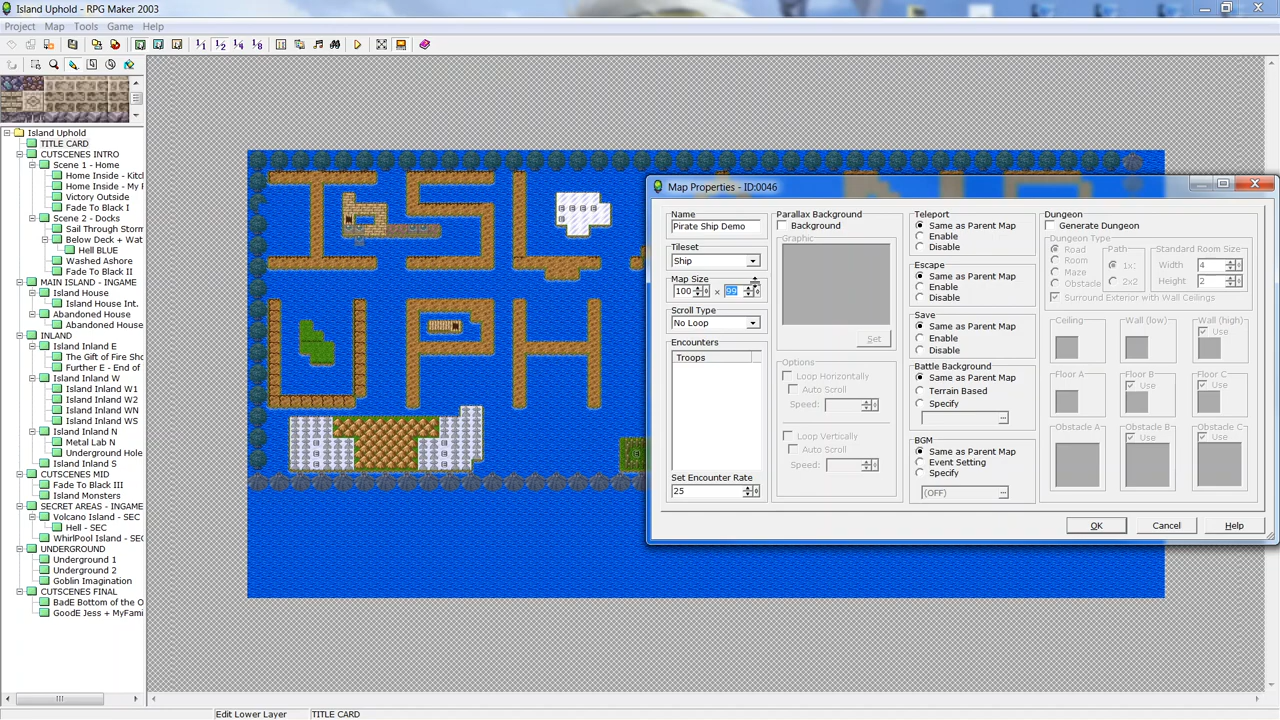 Island Uphold - RPG Maker 2003
Project Map Tools Game Help
1/1 1/2 1/4 1/8
Island Uphold
TITLE CARD
CUTSCENES INTRO
Scene 1 - Home
Home Inside - Kitc
Home Inside - My F
Victory Outside
Fade To Black I
Scene 2 - Docks
Sail Through Storm
Below Deck + Wat
Hell BLUE
Washed Ashore
Fade To Black II
MAIN ISLAND - INGAME
Island House
Island House Int.
Abandoned House
Abandoned House
INLAND
Island Inland E
The Gift of Fire Sho
Further E - End of
Island Inland W
Island Inland W1
Island Inland W2
Island Inland WN
Island Inland WS
Island Inland N
Metal Lab N
Underground Hole
Island Inland S
CUTSCENES MID
Fade To Black III
Island Monsters
SECRET AREAS - INGAME
Volcano Island - SEC
Hell - SEC
WhirlPool Island - SEC
UNDERGROUND
Underground 1
Underground 2
Goblin Imagination
CUTSCENES FINAL
BadE Bottom of the O
GoodE Jess + MyFami
Map Properties - ID:0046
Name
Pirate Ship Demo
Tileset
Ship
Map Size
100 × 99
Scroll Type
No Loop
Encounters
Troops
Set Encounter Rate
25
Parallax Background
Background
Graphic
Set
Options
Loop Horizontally
Auto Scroll
Speed:
Loop Vertically
Auto Scroll
Speed:
Teleport
Same as Parent Map
Enable
Disable
Escape
Same as Parent Map
Enable
Disable
Save
Same as Parent Map
Enable
Disable
Battle Background
Same as Parent Map
Terrain Based
Specify
...
BGM
Same as Parent Map
Event Setting
Specify
(OFF) ...
Dungeon
Generate Dungeon
Dungeon Type
Road
Room
Maze
Obstacle
Path
1x:
2x2
Standard Room Size
Width 4
Height 2
Surround Exterior with Wall Ceilings
Ceiling
Wall (low)
Wall (high)
Use
Floor A
Floor B
Use
Floor C
Use
Obstacle A
Obstacle B
Use
Obstacle C
Use
OK Cancel Help
Edit Lower Layer TITLE CARD